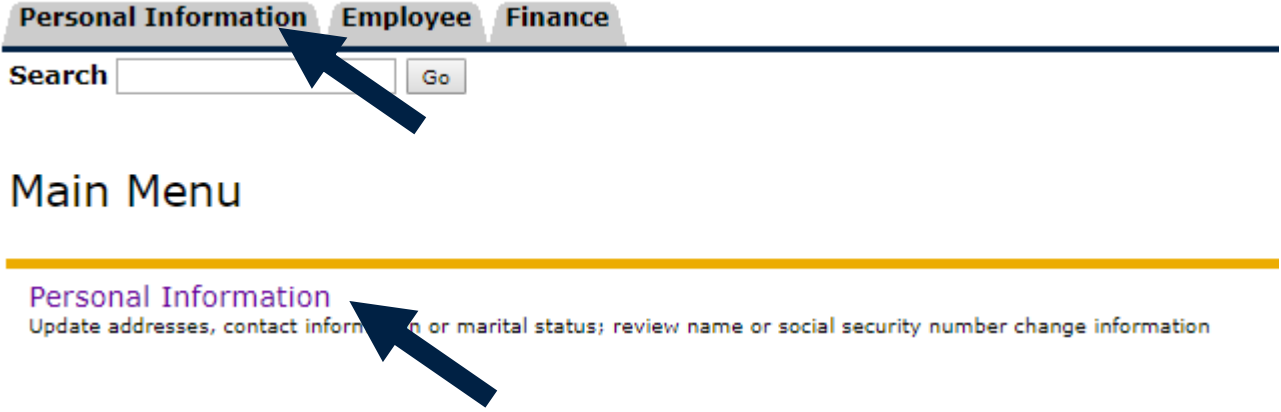 Personal Information Employee Finance
Search Go
Main Menu
Personal Information
Update addresses, contact information or marital status; review name or social security number change information